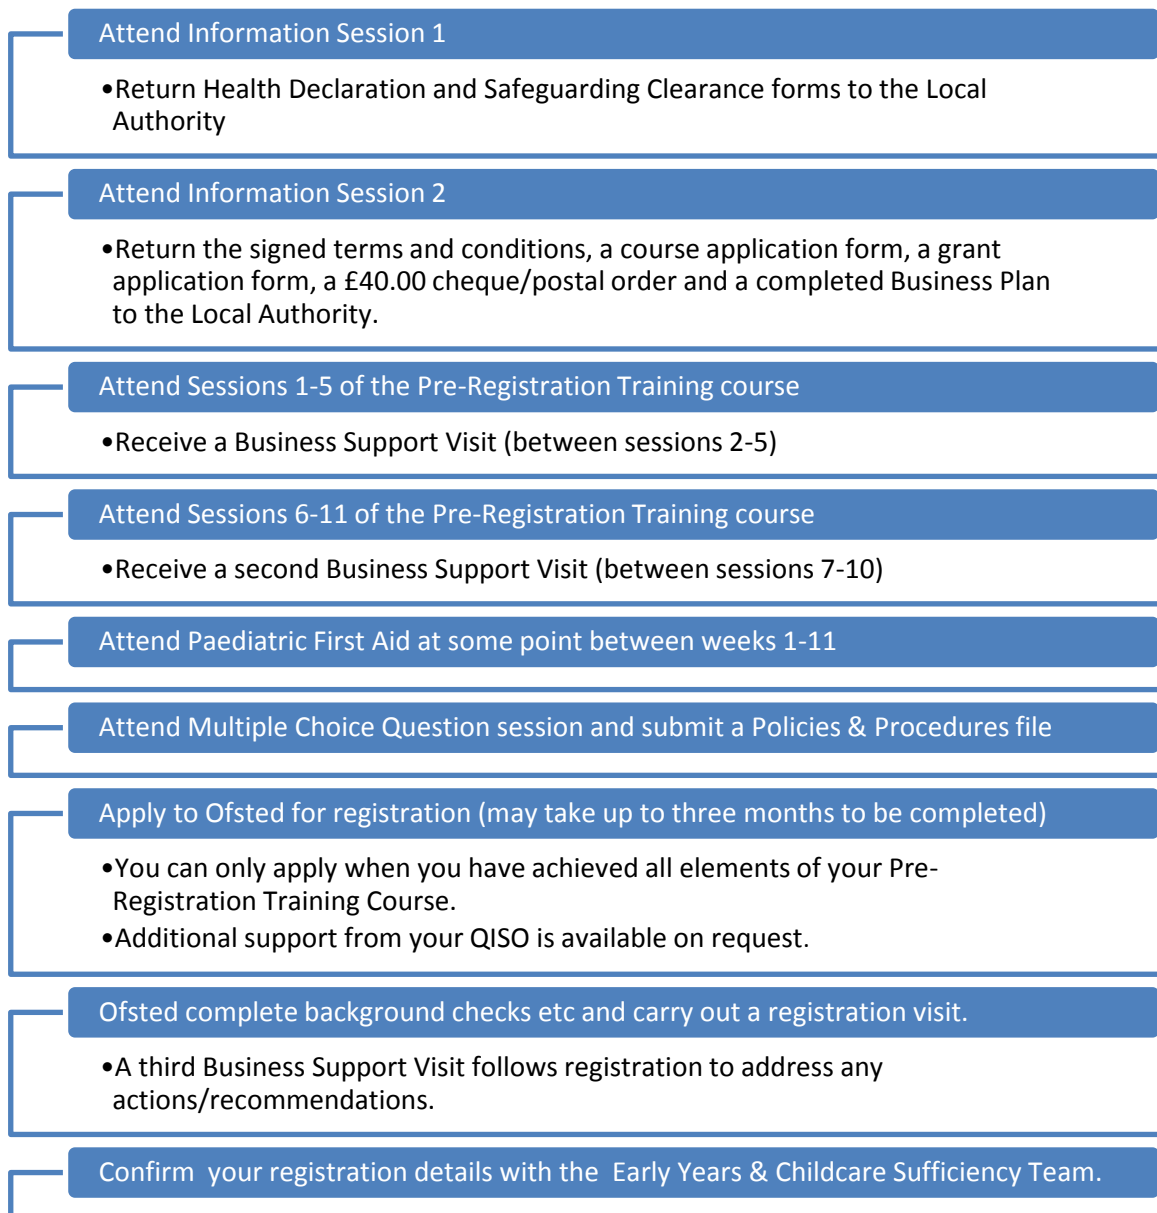 Attend Information Session 1
•Return Health Declaration and Safeguarding Clearance forms to the Local
Authority
Attend Information Session 2
•Return the signed terms and conditions, a course application form, a grant
application form, a £40.00 cheque/postal order and a completed Business Plan
to the Local Authority.
Attend Sessions 1-5 of the Pre-Registration Training course
•Receive a Business Support Visit (between sessions 2-5)
Attend Sessions 6-11 of the Pre-Registration Training course
•Receive a second Business Support Visit (between sessions 7-10)
Attend Paediatric First Aid at some point between weeks 1-11
Attend Multiple Choice Question session and submit a Policies & Procedures file
Apply to Ofsted for registration (may take up to three months to be completed)
•You can only apply when you have achieved all elements of your Pre-
Registration Training Course.
•Additional support from your QISO is available on request.
Ofsted complete background checks etc and carry out a registration visit.
•A third Business Support Visit follows registration to address any
actions/recommendations.
Confirm  your registration details with the  Early Years & Childcare Sufficiency Team.